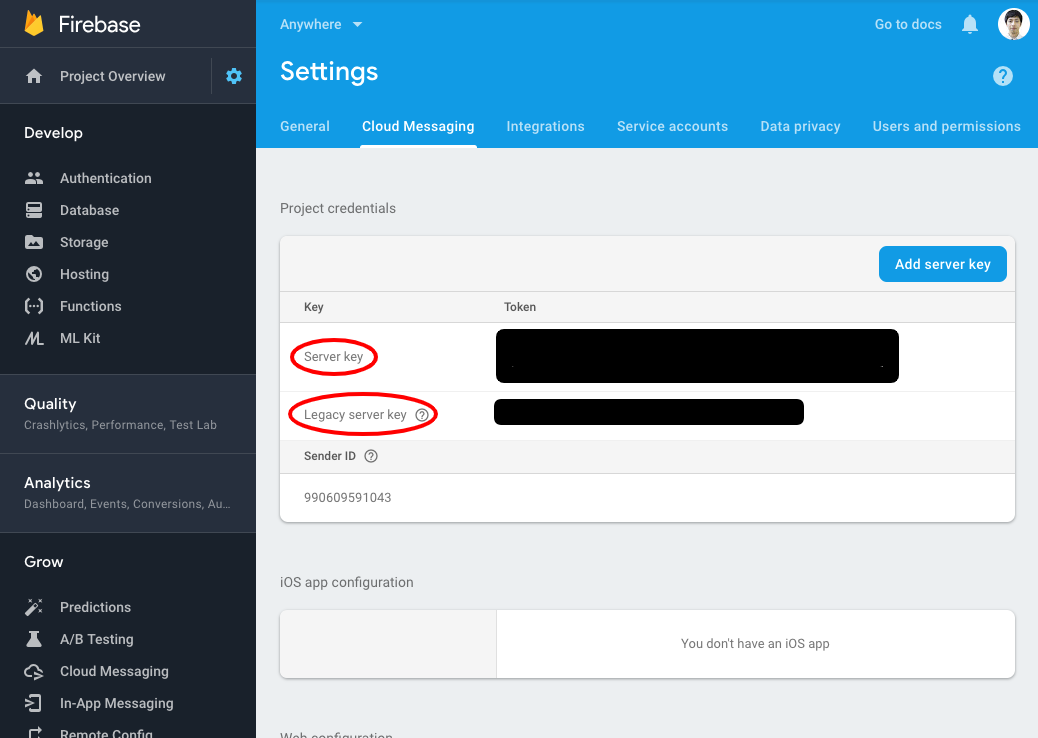 Firebase
Project Overview
Develop
Authentication
Database
Storage
Hosting
Functions
ML Kit
Quality
Crashlytics, Performance, Test Lab
Analytics
Dashboard, Events, Conversions, Au...
Grow
Predictions
A/B Testing
Cloud Messaging
In-App Messaging
Remote Config
Anywhere
Go to docs
Settings
General
Cloud Messaging
Integrations
Service accounts
Data privacy
Users and permissions
Project credentials
Add server key
Key
Token
Server key
Legacy server key
Sender ID
990609591043
iOS app configuration
You don't have an iOS app
Web configuration